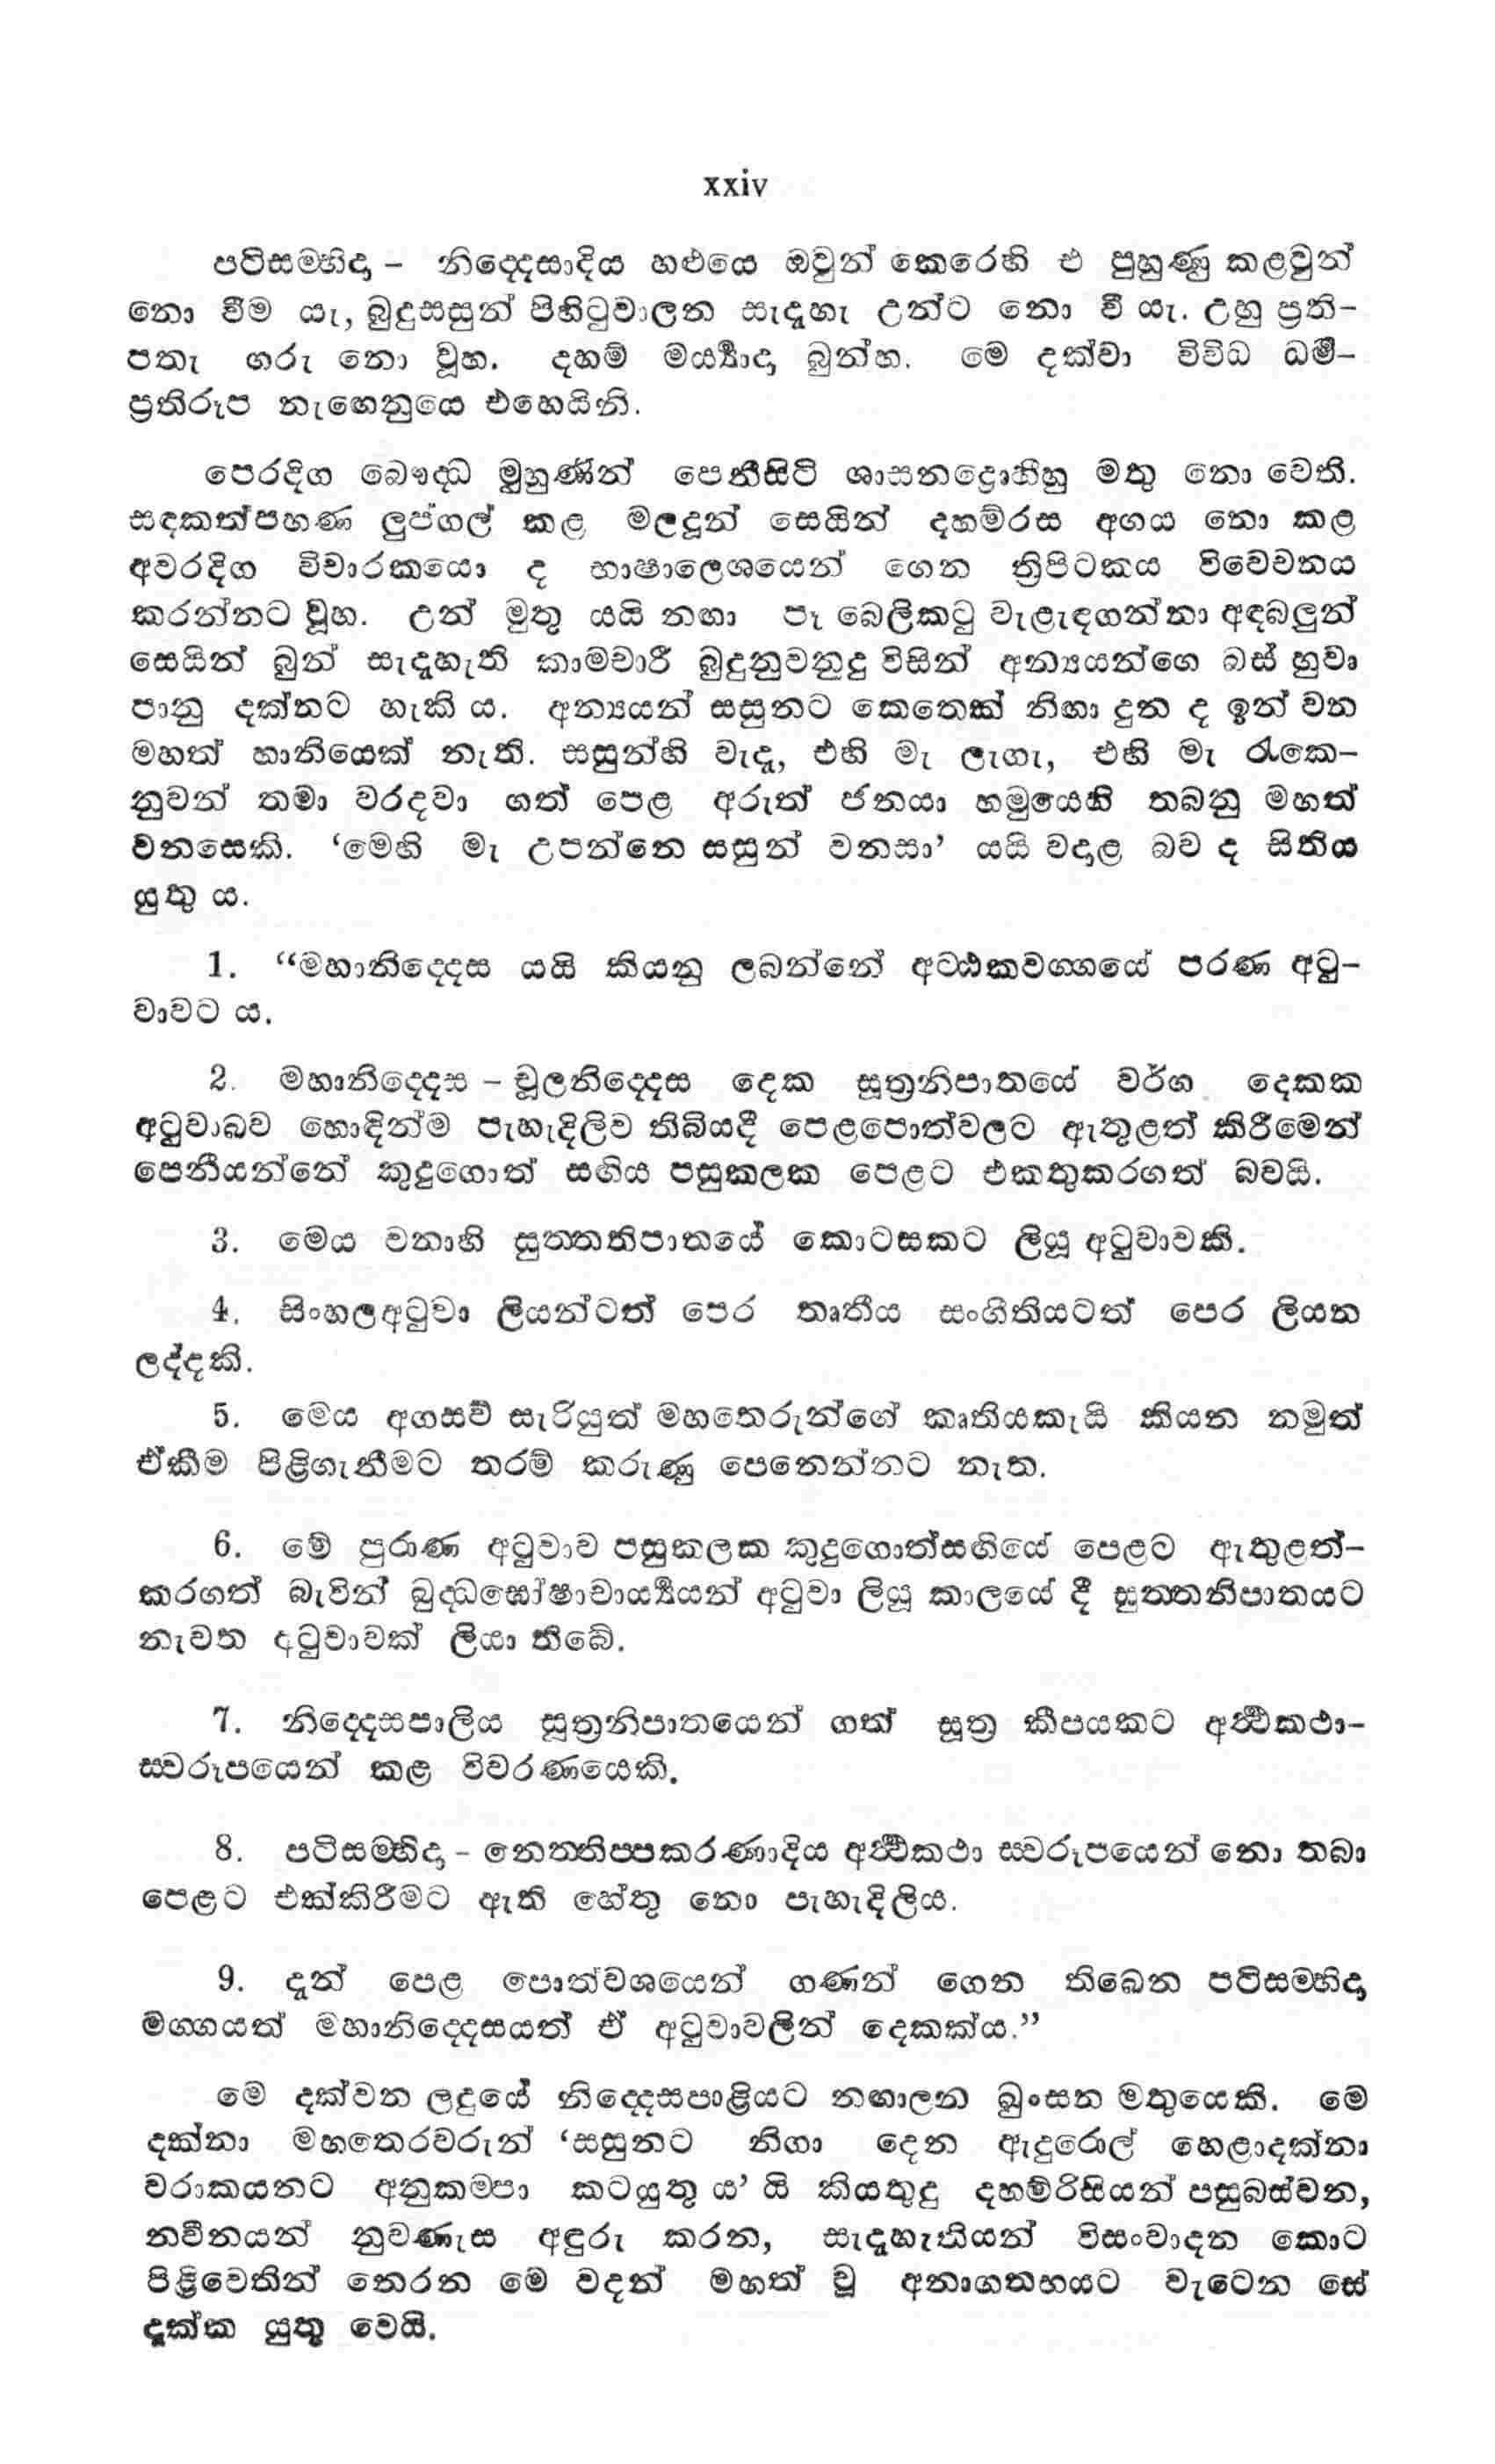 xxiv
පටිසම්භිදා - නිද්දෙසාදිය හළුයෙ ඔවුන් කෙරෙහි එ පුහුණු කළවුන්
නො වීම යැ, බුදුසසුන් පිහිටුවාලන සැදැහැ උන්ට නො වී යැ. උහු ප්‍රති-
පතැ ගරු නො වූහ. දහම් මර්‍ය්‍යාදා බුන්හ. මෙ දක්වා විවිධ ධර්‍ම-
ප්‍රතිරූප නැඟෙනුයෙ එහෙයිනි.
පෙරදිග බෞද්ධ මුහුණින් පෙනීසිටි ශාසනද්‍රොහීහු මතු නො වෙති.
සඳකත්පහණ ලුප්ගල් කළ මලදූන් සෙයින් දහම්රස අගය නො කළ
අවරදිග විචාරකයො ද භාෂාලෙශයෙන් ගෙන ත්‍රිපිටකය විවෙචනය
කරන්නට වූහ. උන් මුතු යයි නඟා පෑ බෙලිකටු වැළැඳගන්නා අඳබලුන්
සෙයින් බුන් සැදැහැති කාමචාරී බුදුනුවනුදු විසින් අන්‍යයන්ගෙ බස් හුවා
පානු දක්නට හැකි ය. අන්‍යයන් සසුනට කෙතෙක් නිඟා දුන ද ඉන් වන
මහත් හානියෙක් නැති. සසුන්හි වැදැ, එහි මැ ලැගැ, එහි මැ රැකෙ-
නුවන් තමා වරදවා ගත් පෙළ අරුත් ජනයා හමුයෙහි තබනු මහත්
වනසෙකි. ‘මෙහි මැ උපන්නෙ සසුන් වනසා’ යයි වදාළ බව ද සිතිය
යුතු ය.
1. “මහානිද්දෙස යයි කියනු ලබන්නේ අට්ඨකවග්ගයේ පරණ අටු-
වාවට ය.
2. මහානිද්දෙස - චූලනිද්දෙස දෙක සූත්‍රනිපාතයේ වර්ග දෙකක
අටුවාබව හොඳින්ම පැහැදිලිව තිබියදී පෙළපොත්වලට ඇතුළත් කිරීමෙන්
පෙනීයන්නේ කුදුගොත් සඟිය පසුකලක පෙළට එකතුකරගත් බවයි.
3. මෙය වනාහි සුත්තනිපාතයේ කොටසකට ලියූ අටුවාවකි.
4. සිංහලඅටුවා ලියන්ටත් පෙර තෘතීය සංගීතියටත් පෙර ලියන
ලද්දකි.
5. මෙය අගසව් සැරියුත් මහතෙරුන්ගේ කෘතියකැයි කියන නමුත්
ඒකීම පිළිගැනීමට තරම් කරුණු පෙනෙන්නට නැත.
6. මේ පුරාණ අටුවාව පසුකලක කුදුගොත්සඟියේ පෙළට ඇතුළත්-
කරගත් බැවින් බුද්ධඝෝෂාචාර්‍ය්‍යයන් අටුවා ලියූ කාලයේ දී සුත්තනිපාතයට
නැවත අටුවාවක් ලියා තිබේ.
7. නිද්දෙසපාලිය සූත්‍රනිපාතයෙන් ගත් සූත්‍ර කීපයකට අර්‍ත්‍ථකථා-
ස්වරූපයෙන් කළ විවරණයෙකි.
8. පටිසම්භිදා - නෙත්තිප්පකරණාදිය අර්‍ත්‍ථකථා ස්වරූපයෙන් නො තබා
පෙළට එක්කිරීමට ඇති හේතු නො පැහැදිලිය.
9. දැන් පෙළ පොත්වශයෙන් ගණන් ගෙන තිබෙන පටිසම්භිදා
මග්ගයත් මහානිද්දෙසයත් ඒ අටුවාවලින් දෙකක්ය.”
මෙ දක්වන ලදුයේ නිද්දෙසපාළියට නඟාලන බුංසන මතුයෙකි. මෙ
දක්නා මහතෙරවරුන් ‘සසුනට නිගා දෙන ඇදුරොල් හෙළාදක්නා
වරාකයනට අනුකම්පා කටයුතු ය’ යි කියතුදු දහම්රිසියන් පසුබස්වන,
නවීනයන් නුවණැස අඳුරු කරන, සැදැහැතියන් විසංවාදන කොට
පිළිවෙතින් නෙරන මෙ වදන් මහත් වූ අනාගතභයට වැටෙන සේ
දැක්ක යුතු වෙයි.